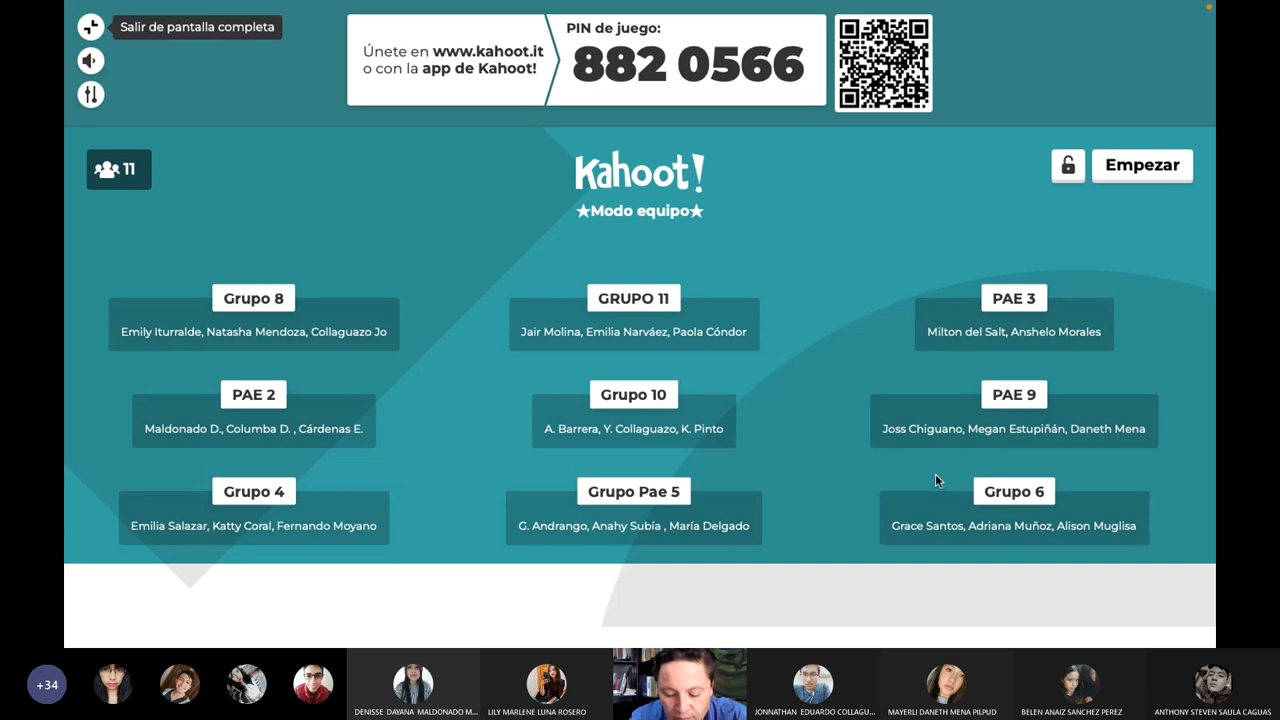 Salir de pantalla completa
Únete en www.kahoot.it
o con la app de Kahoot!
PIN de juego:
882 0566
11
Kahoot!
★Modo equipo★
Empezar
Grupo 8
Emily Iturralde, Natasha Mendoza, Collaguazo Jo
GRUPO 11
Jair Molina, Emilia Narváez, Paola Cóndor
PAE 3
Milton del Salt, Anshelo Morales
PAE 2
Maldonado D., Columba D. , Cárdenas E.
Grupo 10
A. Barrera, Y. Collaguazo, K. Pinto
PAE 9
Joss Chiguano, Megan Estupiñán, Daneth Mena
Grupo 4
Emilia Salazar, Katty Coral, Fernando Moyano
Grupo Pae 5
G. Andrango, Anahy Subía , María Delgado
Grupo 6
Grace Santos, Adriana Muñoz, Alison Muglisa
+34
DENISSE DAYANA MALDONADO M...
LILY MARLENE LUNA ROSERO
JONNATHAN EDUARDO COLLAGU...
MAYERLI DANETH MENA PILPUD
BELEN ANAIZ SANCHEZ PEREZ
ANTHONY STEVEN SAULA CAGUAS